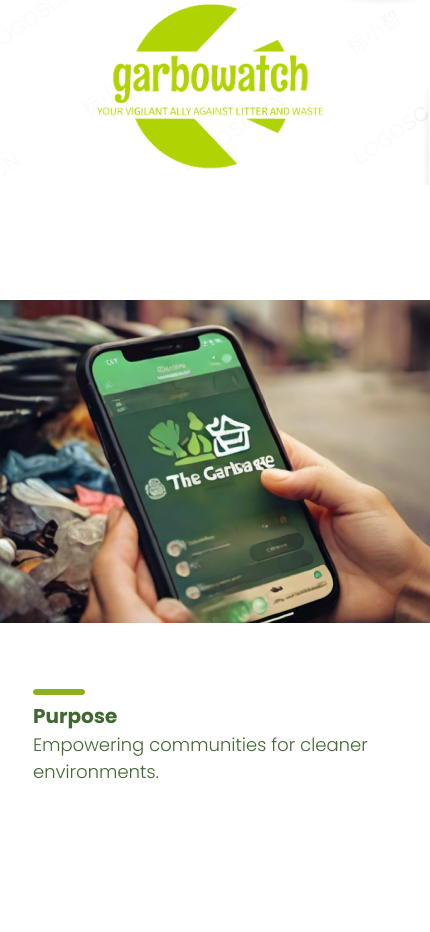 garbowatch
YOUR VIGILANT ALLY AGAINST LITTER AND WASTE
The Garbage
Purpose
Empowering communities for cleaner
environments.